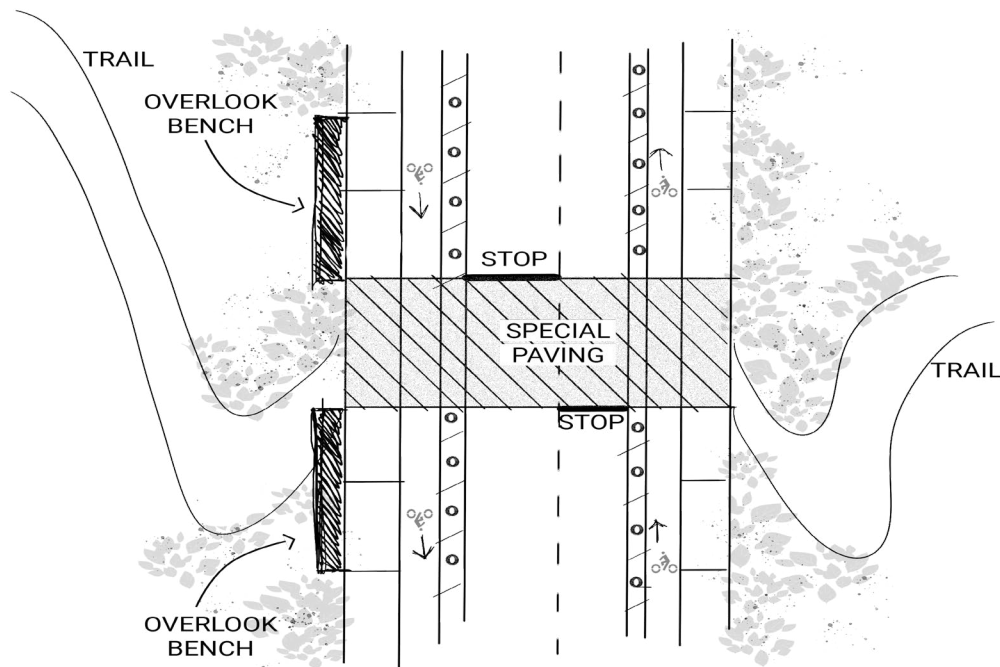 TRAIL
OVERLOOK
BENCH
STOP
SPECIAL
PAVING
TRAIL
STOP
OVERLOOK
BENCH